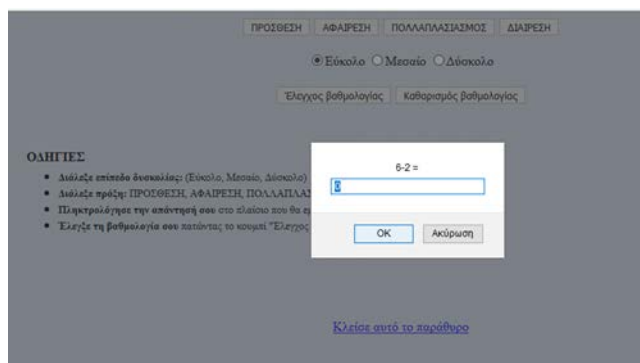 ΠΡΟΣΘΕΣΗ ΑΦΑΙΡΕΣΗ ΠΟΛΛΑΠΛΑΣΙΑΣΜΟΣ ΔΙΑΙΡΕΣΗ
Εύκολο Μεσαίο Δύσκολο
Έλεγχος βαθμολογίας Καθαρισμός βαθμολογίας
ΟΔΗΓΙΕΣ
Διάλεξε επίπεδο δυσκολίας: (Εύκολο, Μεσαίο, Δύσκολο)
Διάλεξε πράξη: ΠΡΟΣΘΕΣΗ, ΑΦΑΙΡΕΣΗ, ΠΟΛΛΑΠΛΑΣ
Πληκτρολόγησε την απάντησή σου στο πλαίσιο που θα
Έλεγξε τη βαθμολογία σου πατώντας το κουμπί "Έλεγχος
6-2 =
0
OK Ακύρωση
Κλείσε αυτό το παράθυρο